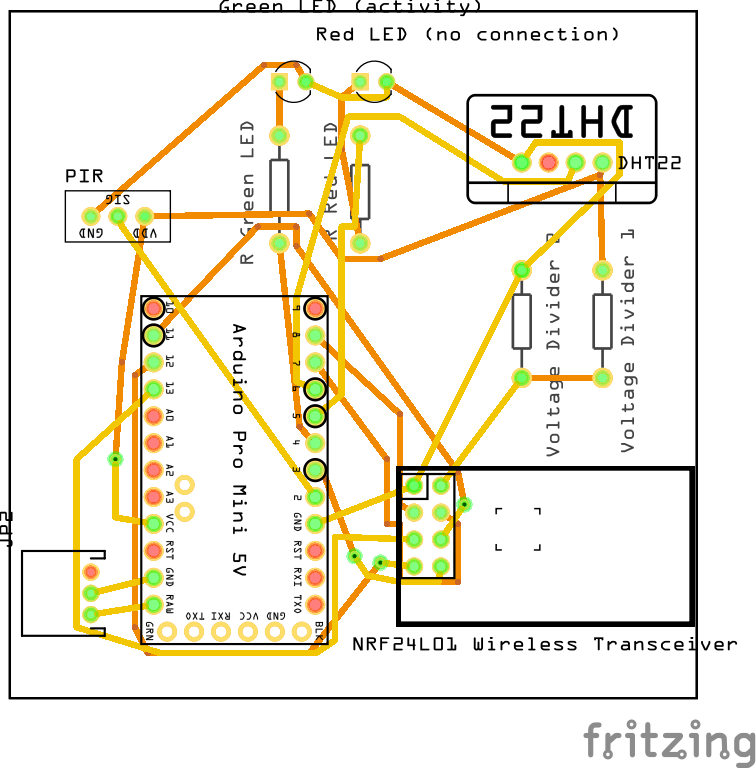 Green LED (activity)
Red LED (no connection)
DHT22
DHT22
PIR
SIG
GND
VDD
R Green LED
R Red LED
Voltage Divider 2
Voltage Divider 1
Arduino Pro Mini 5V
10
11
12
13
A0
A1
A2
A3
VCC
RST
GND
RAW
9
8
7
6
5
4
3
2
GND
RST
RXI
TXO
GRN
TXO
RXI
VCC
GND
BLK
JP2
NRF24L01 Wireless Transceiver
fritzing